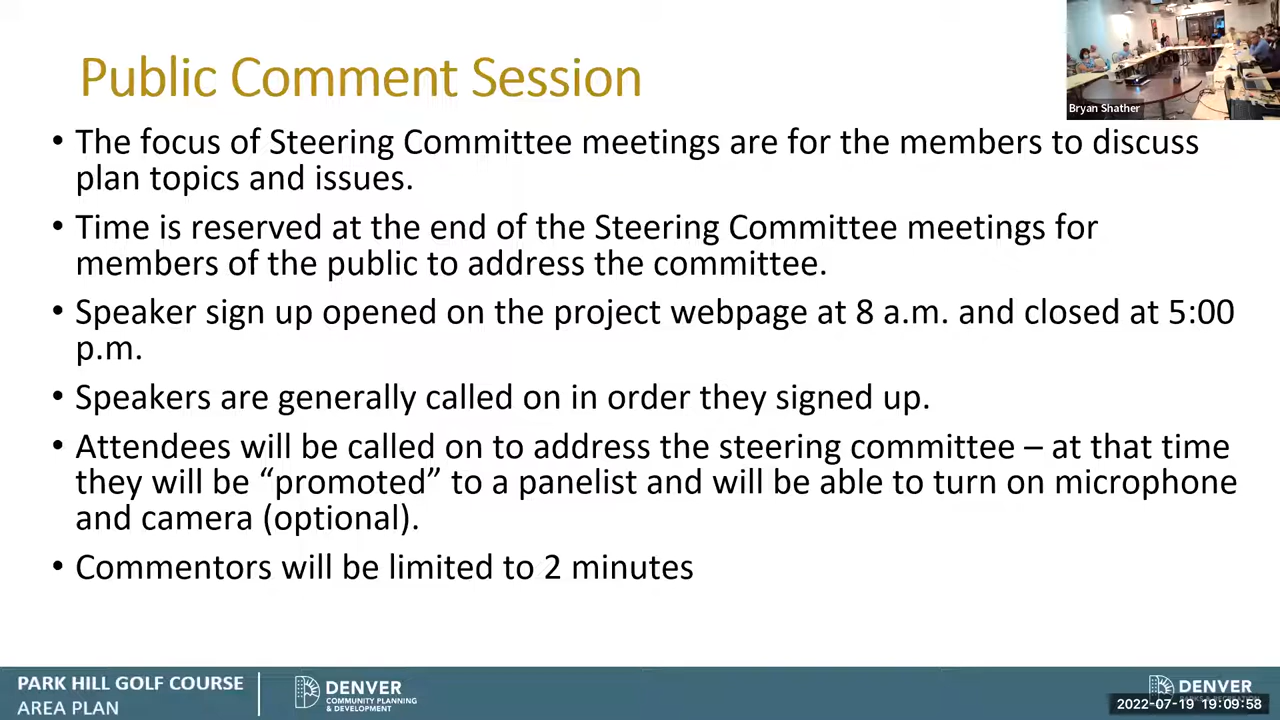 Public Comment Session
Bryan Shather
• The focus of Steering Committee meetings are for the members to discuss
plan topics and issues.
• Time is reserved at the end of the Steering Committee meetings for
members of the public to address the committee.
• Speaker sign up opened on the project webpage at 8 a.m. and closed at 5:00
p.m.
• Speakers are generally called on in order they signed up.
• Attendees will be called on to address the steering committee – at that time
they will be “promoted” to a panelist and will be able to turn on microphone
and camera (optional).
• Commentors will be limited to 2 minutes
PARK HILL GOLF COURSE
AREA PLAN
DENVER
COMMUNITY PLANNING
& DEVELOPMENT
DENVER
2022-07-19 19:09:58